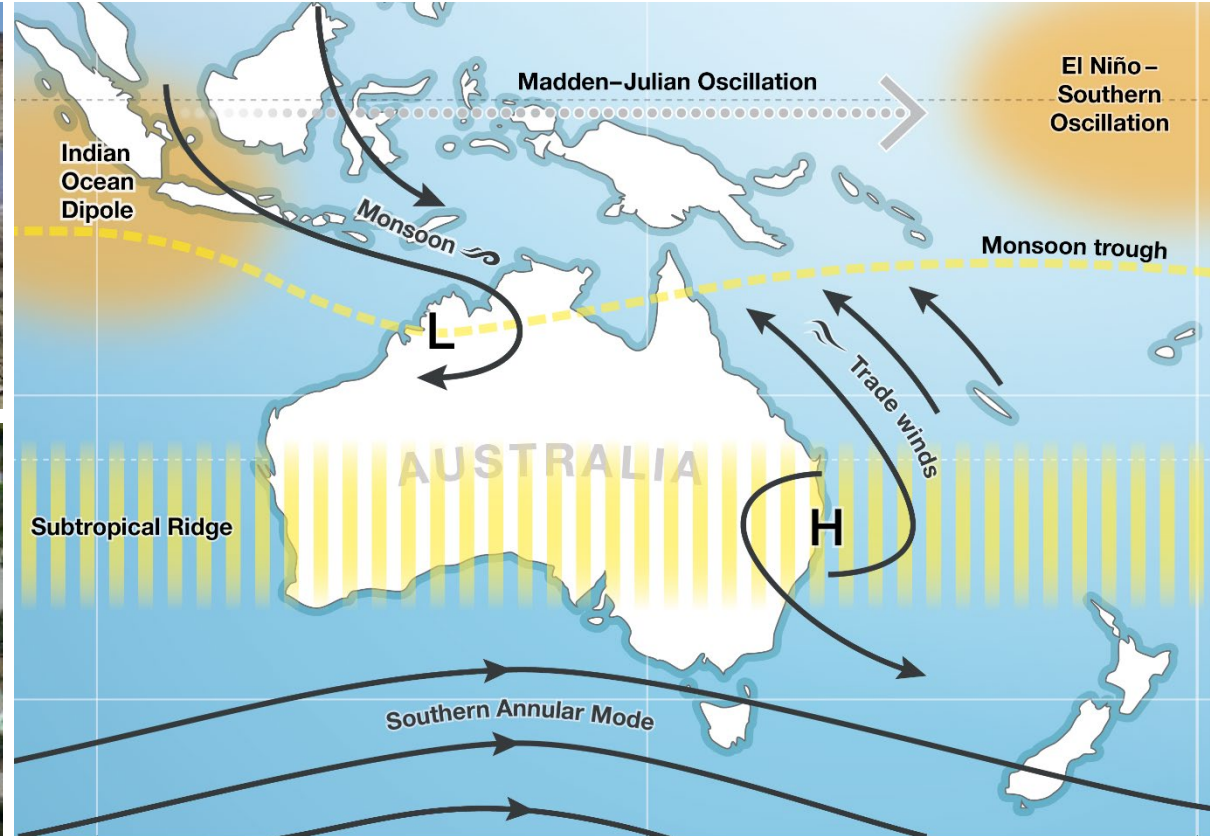 Madden–Julian Oscillation
El Niño–
Southern
Oscillation
Indian
Ocean
Dipole
Monsoon
Monsoon trough
L
Trade winds
AUSTRALIA
Subtropical Ridge
H
Southern Annular Mode